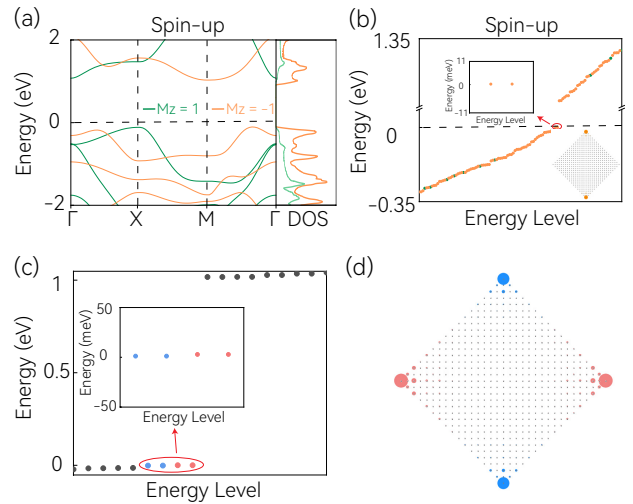 (a)
Spin-up
Energy (eV)
2
0
-2
Mz = 1
Mz = -1
Γ
X
M
Γ
DOS
(b)
Spin-up
Energy (eV)
1.35
0
-0.35
Energy (meV)
11
0
-11
Energy Level
Energy Level
(c)
Energy (eV)
1
0.5
0
Energy (meV)
50
0
-50
Energy Level
Energy Level
(d)